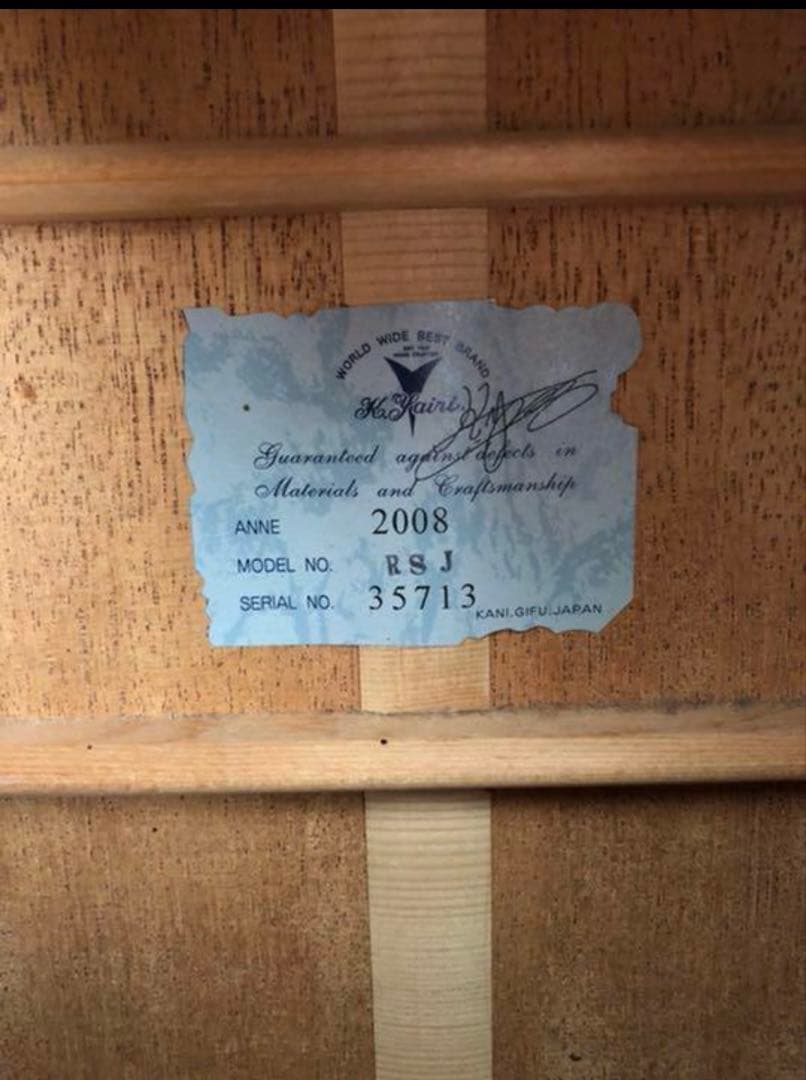 WORLD WIDE BEST BRAND
K.Yairi
Guaranteed against defects in
Materials and Craftsmanship
ANNE 2008
MODEL NO. RSJ
SERIAL NO. 35713
KANI.GIFU.JAPAN